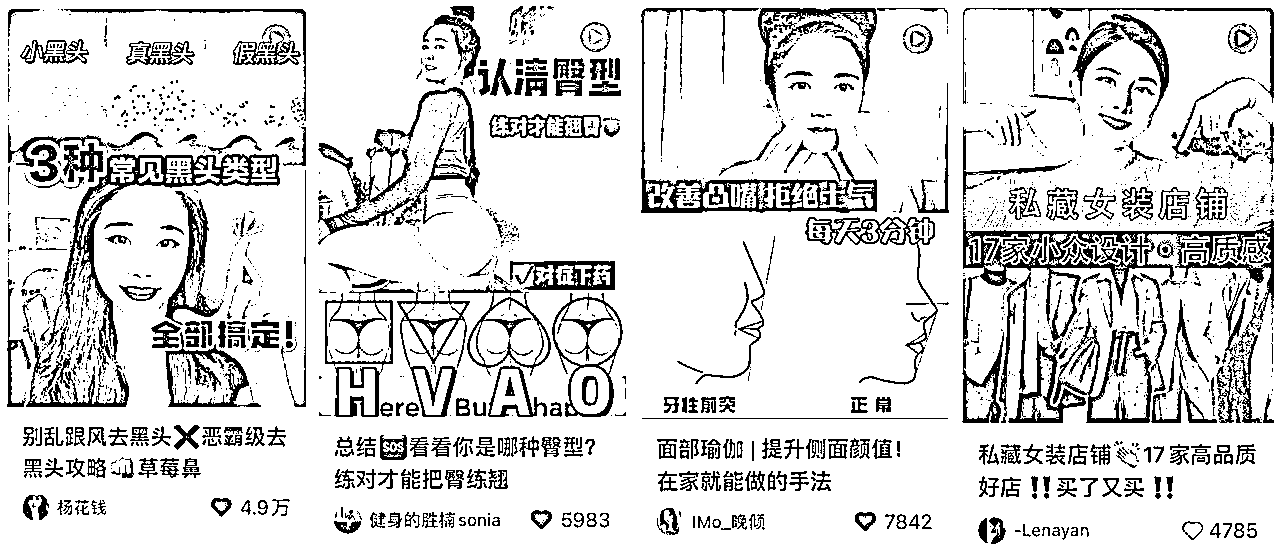 小黑头 真黑头 假黑头
3种常见黑头类型
全部搞定!
别乱跟风去黑头❌恶霸级去
黑头攻略👊🏻草莓鼻
杨花钱
4.9万
认清臀型
练对才能翘臀
对症下药
H V A O
总结
看看你是哪种臀型?
练对才能把臀练翘
健身的胜楠sonia
5983
改善凸嘴拒绝土气
每天3分钟
牙性前突 正常
面部瑜伽 | 提升侧面颜值!
在家就能做的手法
IMo_晚倾
7842
私藏女装店铺
17家小众设计 高质感
私藏女装店铺👏17家高品质
好店‼️买了又买‼️
-Lenayan
4785